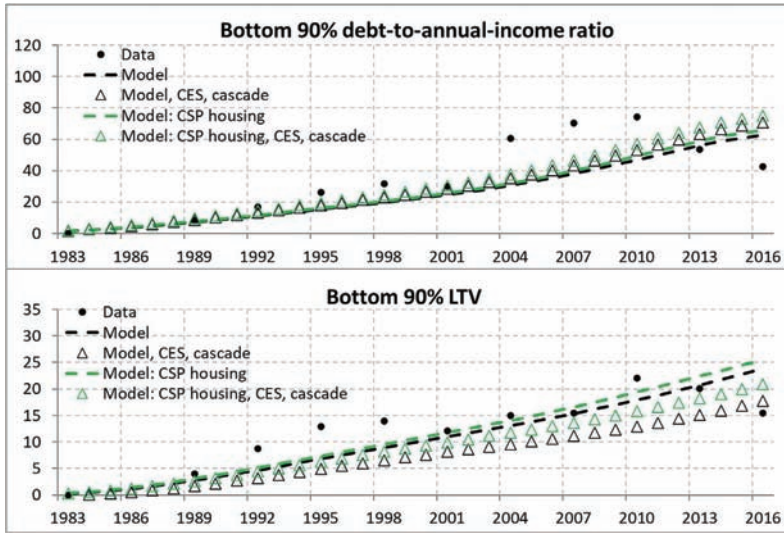 Bottom 90% debt-to-annual-income ratio
120
100
80
60
40
20
0
Data
Model
Model, CES, cascade
Model: CSP housing
Model: CSP housing, CES, cascade
1983 1986 1989 1992 1995 1998 2001 2004 2007 2010 2013 2016
Bottom 90% LTV
35
30
25
20
15
10
5
0
Data
Model
Model, CES, cascade
Model: CSP housing
Model: CSP housing, CES, cascade
1983 1986 1989 1992 1995 1998 2001 2004 2007 2010 2013 2016